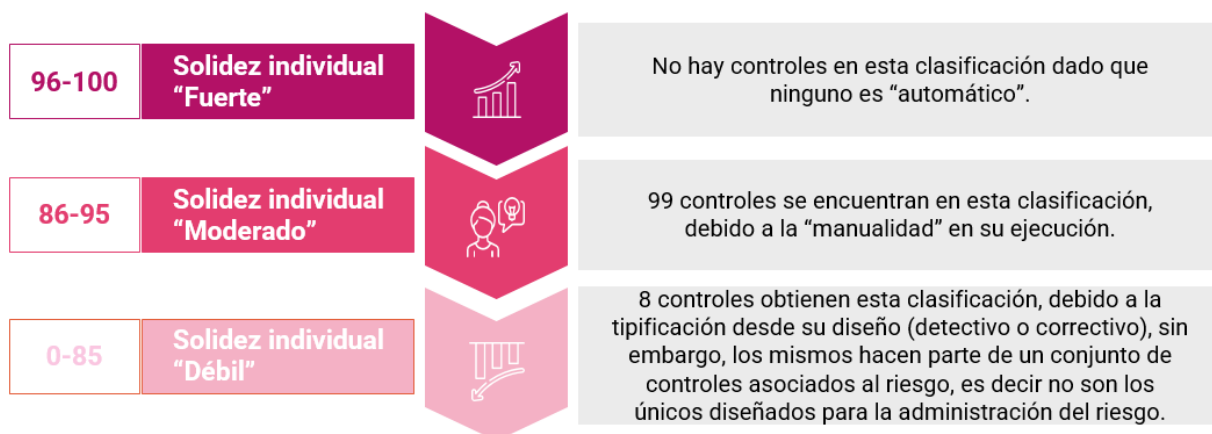 96-100
Solidez individual
“Fuerte”
No hay controles en esta clasificación dado que
ninguno es “automático”.
86-95
Solidez individual
“Moderado”
99 controles se encuentran en esta clasificación,
debido a la “manualidad” en su ejecución.
0-85
Solidez individual
“Débil”
8 controles obtienen esta clasificación, debido a la
tipificación desde su diseño (detectivo o correctivo), sin
embargo, los mismos hacen parte de un conjunto de
controles asociados al riesgo, es decir no son los
únicos diseñados para la administración del riesgo.